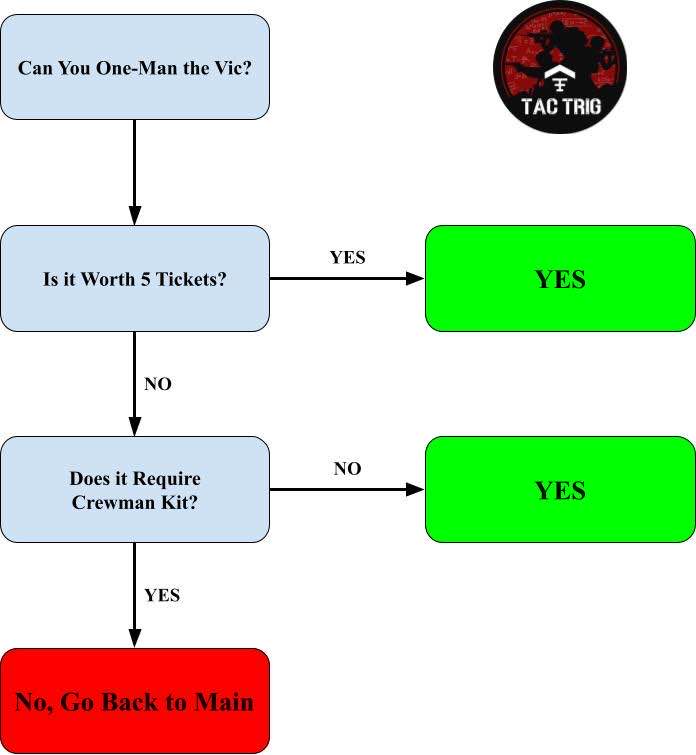 Can You One-Man the Vic?
TAC TRIG
Is it Worth 5 Tickets?
YES
YES
NO
Does it Require
Crewman Kit?
NO
YES
YES
No, Go Back to Main